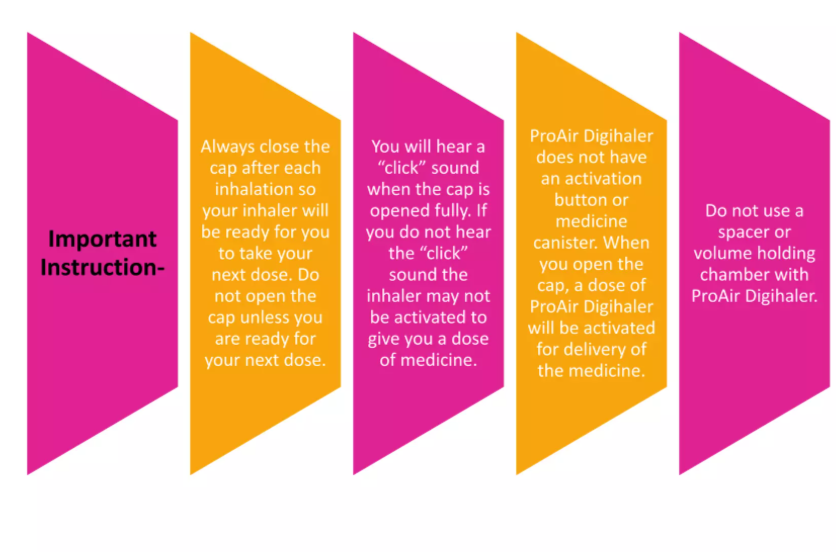 Important
Instruction-
Always close the
cap after each
inhalation so
your inhaler will
be ready for you
to take your
next dose. Do
not open the
cap unless you
are ready for
your next dose.
You will hear a
“click” sound
when the cap is
opened fully. If
you do not hear
the “click”
sound the
inhaler may not
be activated to
give you a dose
of medicine.
ProAir Digihaler
does not have
an activation
button or
medicine
canister. When
you open the
cap, a dose of
ProAir Digihaler
will be activated
for delivery of
the medicine.
Do not use a
spacer or
volume holding
chamber with
ProAir Digihaler.